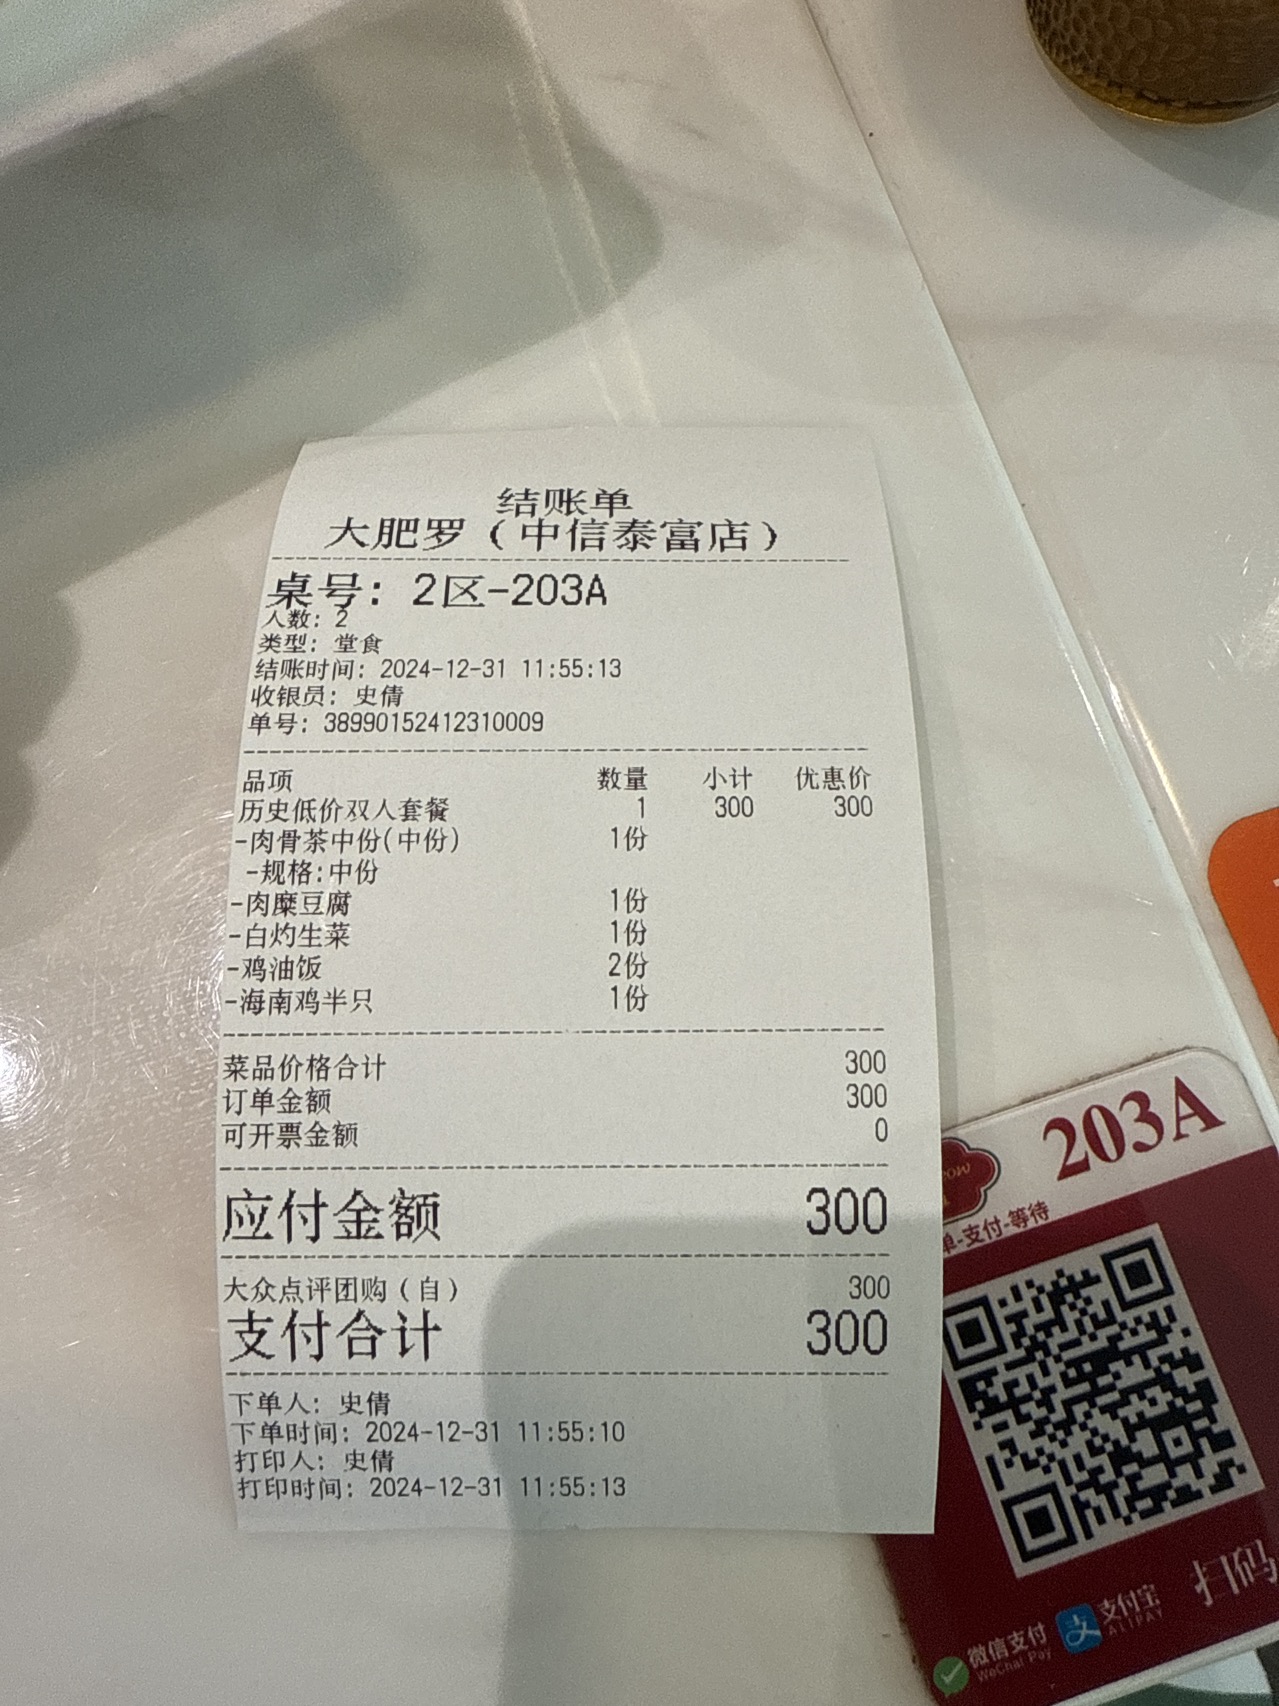 结账单
大肥罗（中信泰富店）
桌号: 2区-203A
人数: 2
类型: 堂食
结账时间: 2024-12-31 11:55:13
收银员: 史倩
单号: 38990152412310009
品项 数量 小计 优惠价
历史低价双人套餐 1 300 300
-肉骨茶中份(中份) 1份
-规格:中份
-肉糜豆腐 1份
-白灼生菜 1份
-鸡油饭 2份
-海南鸡半只 1份
菜品价格合计 300
订单金额 300
可开票金额 0
应付金额 300
大众点评团购（自） 300
支付合计 300
下单人: 史倩
下单时间: 2024-12-31 11:55:10
打印人: 史倩
打印时间: 2024-12-31 11:55:13
203A
单-支付-等待
扫码
微信支付 支付宝
WeChat Pay ALIPAY